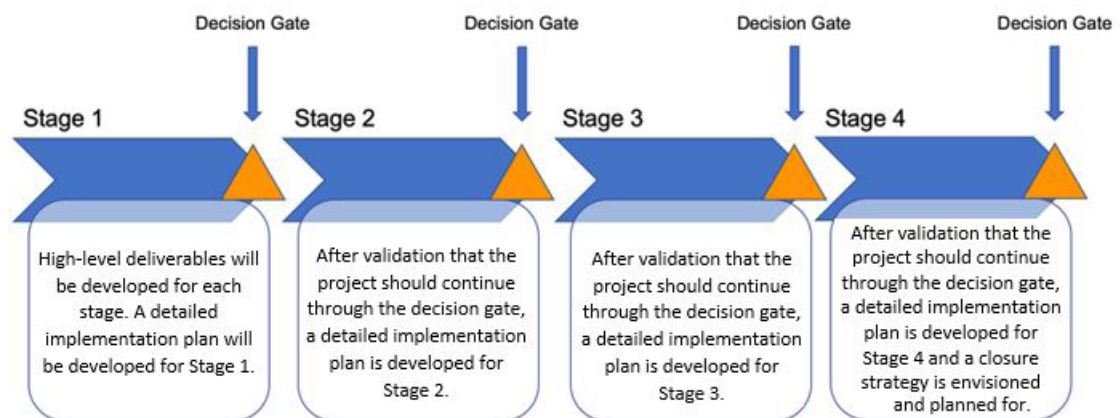 Decision Gate
Decision Gate
Decision Gate
Decision Gate
Stage 1
Stage 2
Stage 3
Stage 4
High-level deliverables will
be developed for each
stage. A detailed
implementation plan will
be developed for Stage 1.
After validation that the
project should continue
through the decision gate,
a detailed implementation
plan is developed for
Stage 2.
After validation that the
project should continue
through the decision gate,
a detailed implementation
plan is developed for
Stage 3.
After validation that the
project should continue
through the decision gate,
a detailed implementation
plan is developed for
Stage 4 and a closure
strategy is envisioned
and planned for.